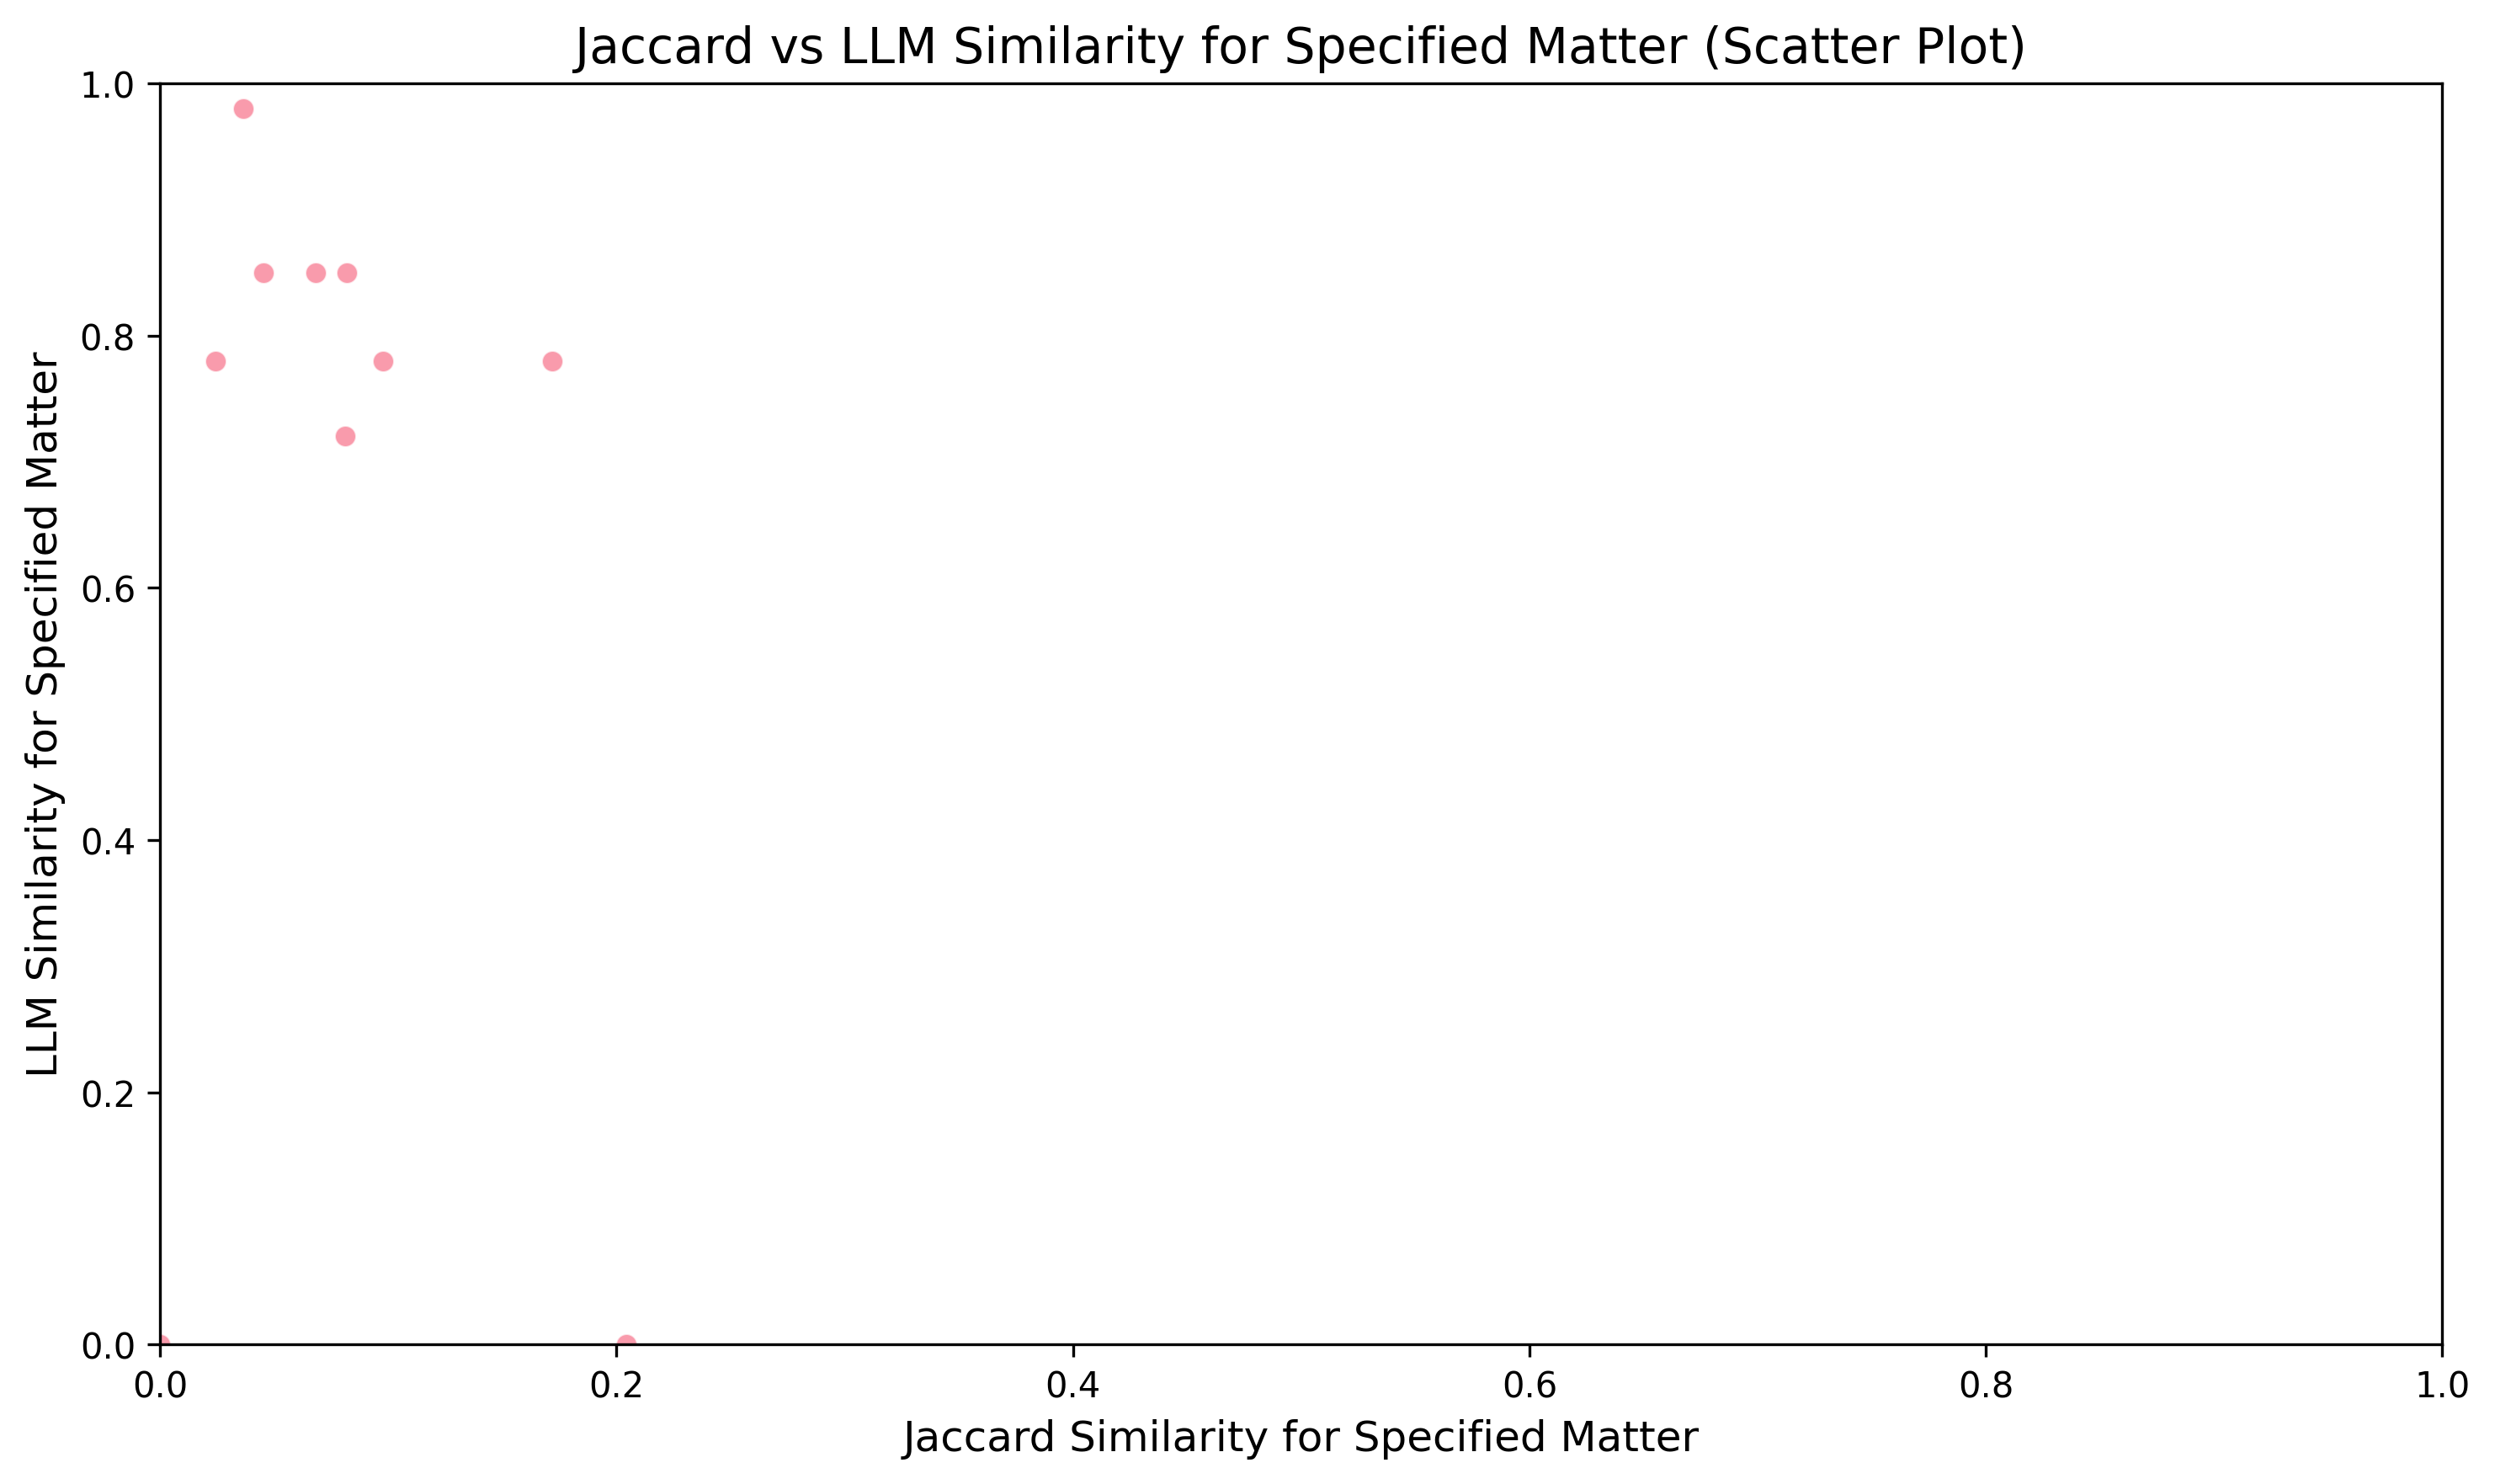 Jaccard vs LLM Similarity for Specified Matter (Scatter Plot)
LLM Similarity for Specified Matter
1.0
0.8
0.6
0.4
0.2
0.0
0.0 0.2 0.4 0.6 0.8 1.0
Jaccard Similarity for Specified Matter